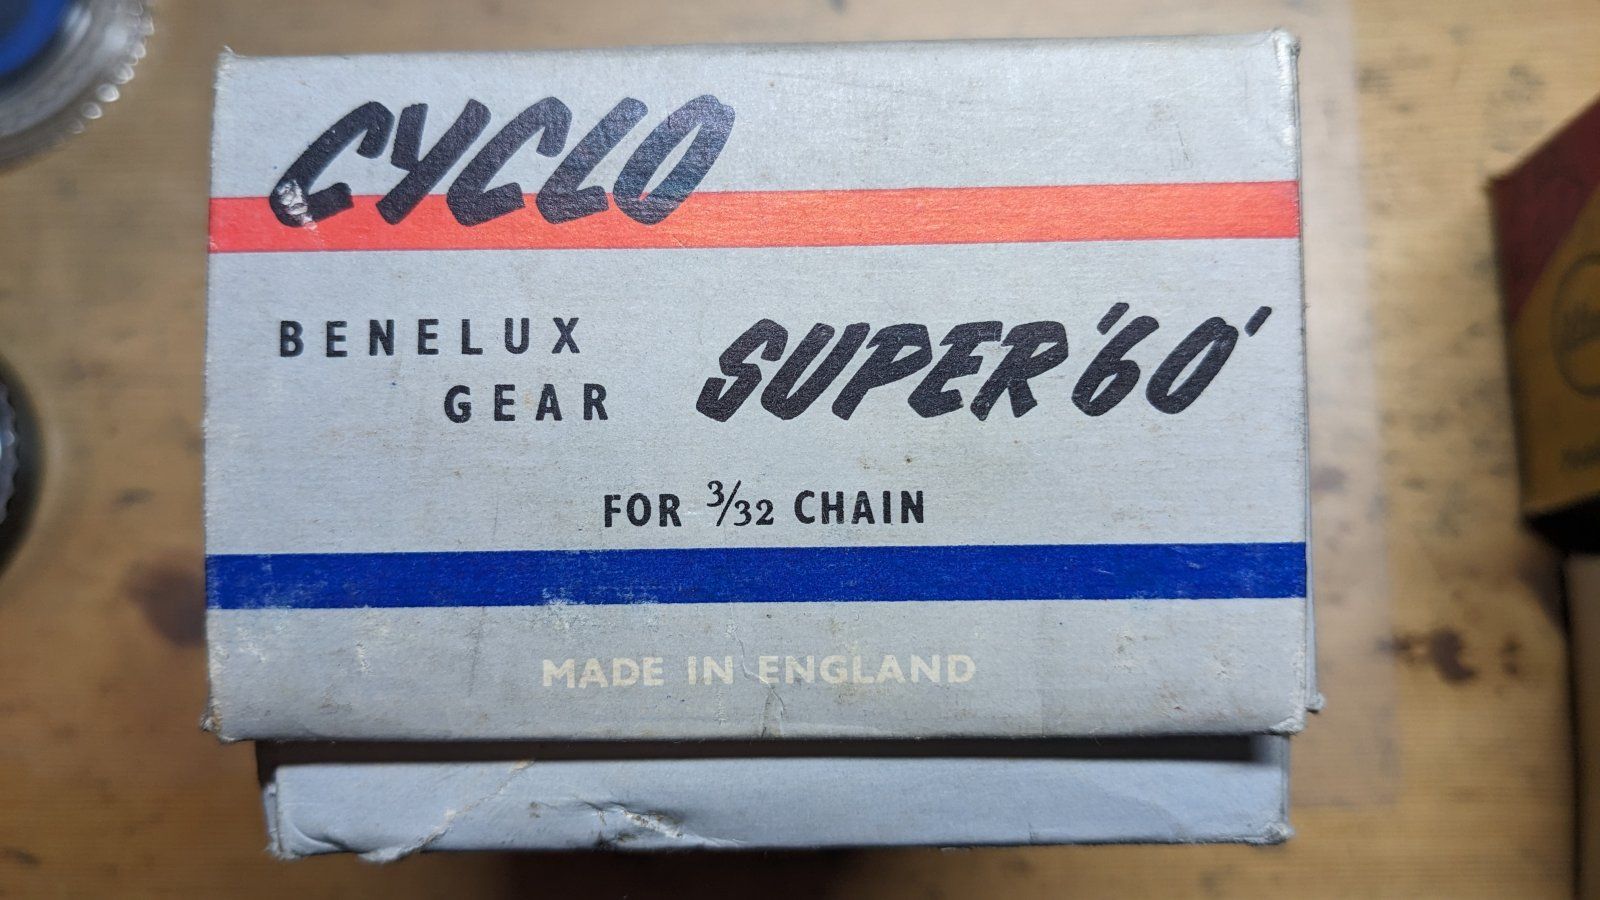 CYCLO
BENELUX
GEAR
SUPER '60'
FOR 3/32 CHAIN
MADE IN ENGLAND